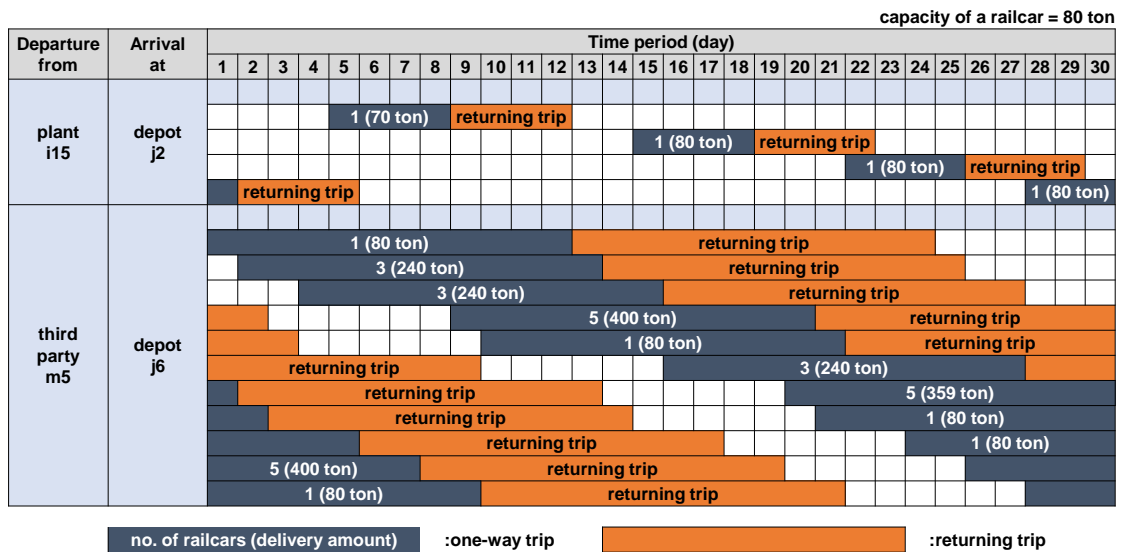 capacity of a railcar = 80 ton
Departure from Arrival at Time period (day)
1 2 3 4 5 6 7 8 9 10 11 12 13 14 15 16 17 18 19 20 21 22 23 24 25 26 27 28 29 30
plant i15
depot j2
1 (70 ton) returning trip
1 (80 ton) returning trip
1 (80 ton) returning trip
returning trip 1 (80 ton)
third party m5
depot j6
1 (80 ton) returning trip
3 (240 ton) returning trip
3 (240 ton) returning trip
5 (400 ton) returning trip
1 (80 ton) returning trip
returning trip 3 (240 ton)
returning trip 5 (359 ton)
returning trip 1 (80 ton)
returning trip 1 (80 ton)
5 (400 ton) returning trip
1 (80 ton) returning trip
no. of railcars (delivery amount) :one-way trip :returning trip